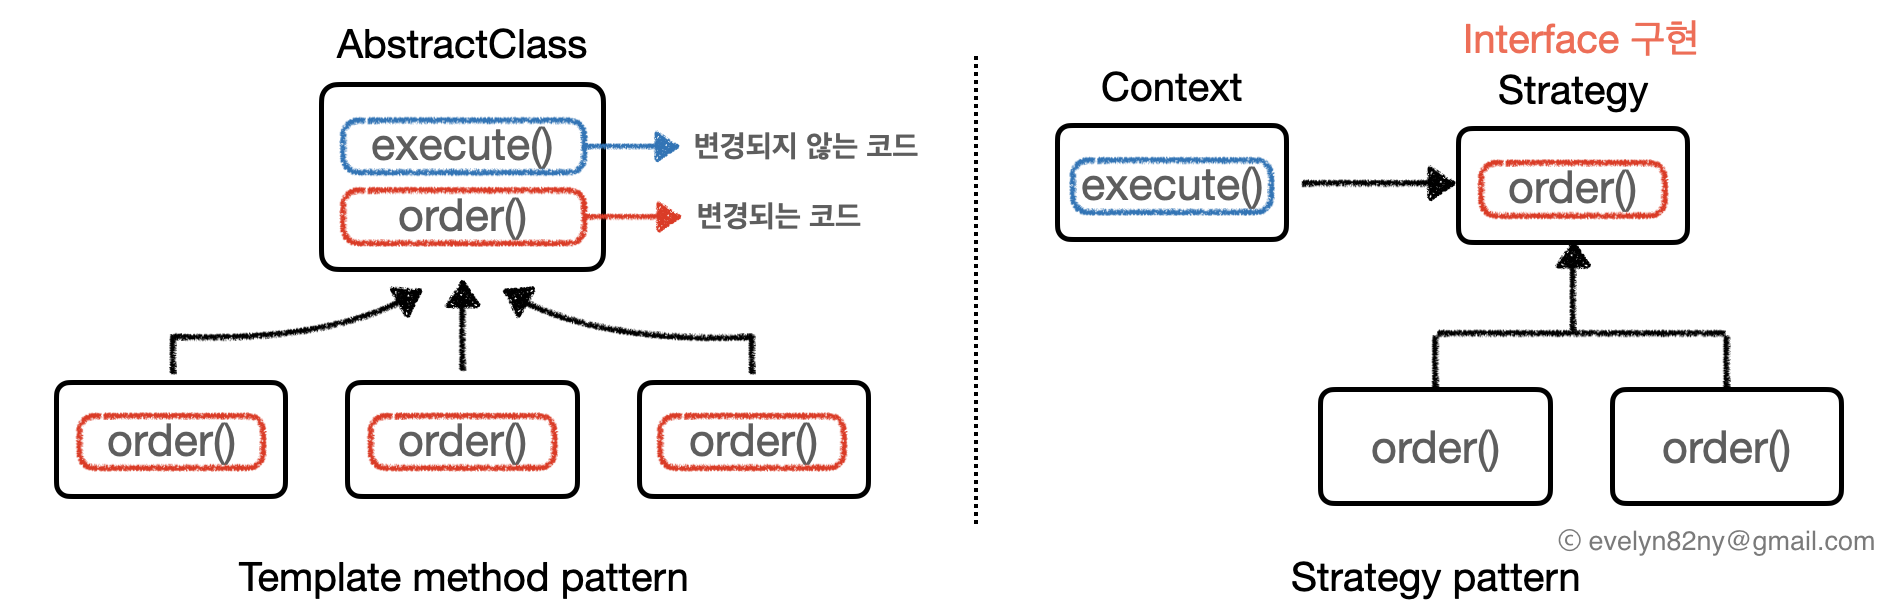 AbstractClass
execute()
변경되지 않는 코드
order()
변경되는 코드
order()
order()
order()
Template method pattern
Interface 구현
Context
Strategy
execute()
order()
order()
order()
© evelyn82ny@gmail.com
Strategy pattern